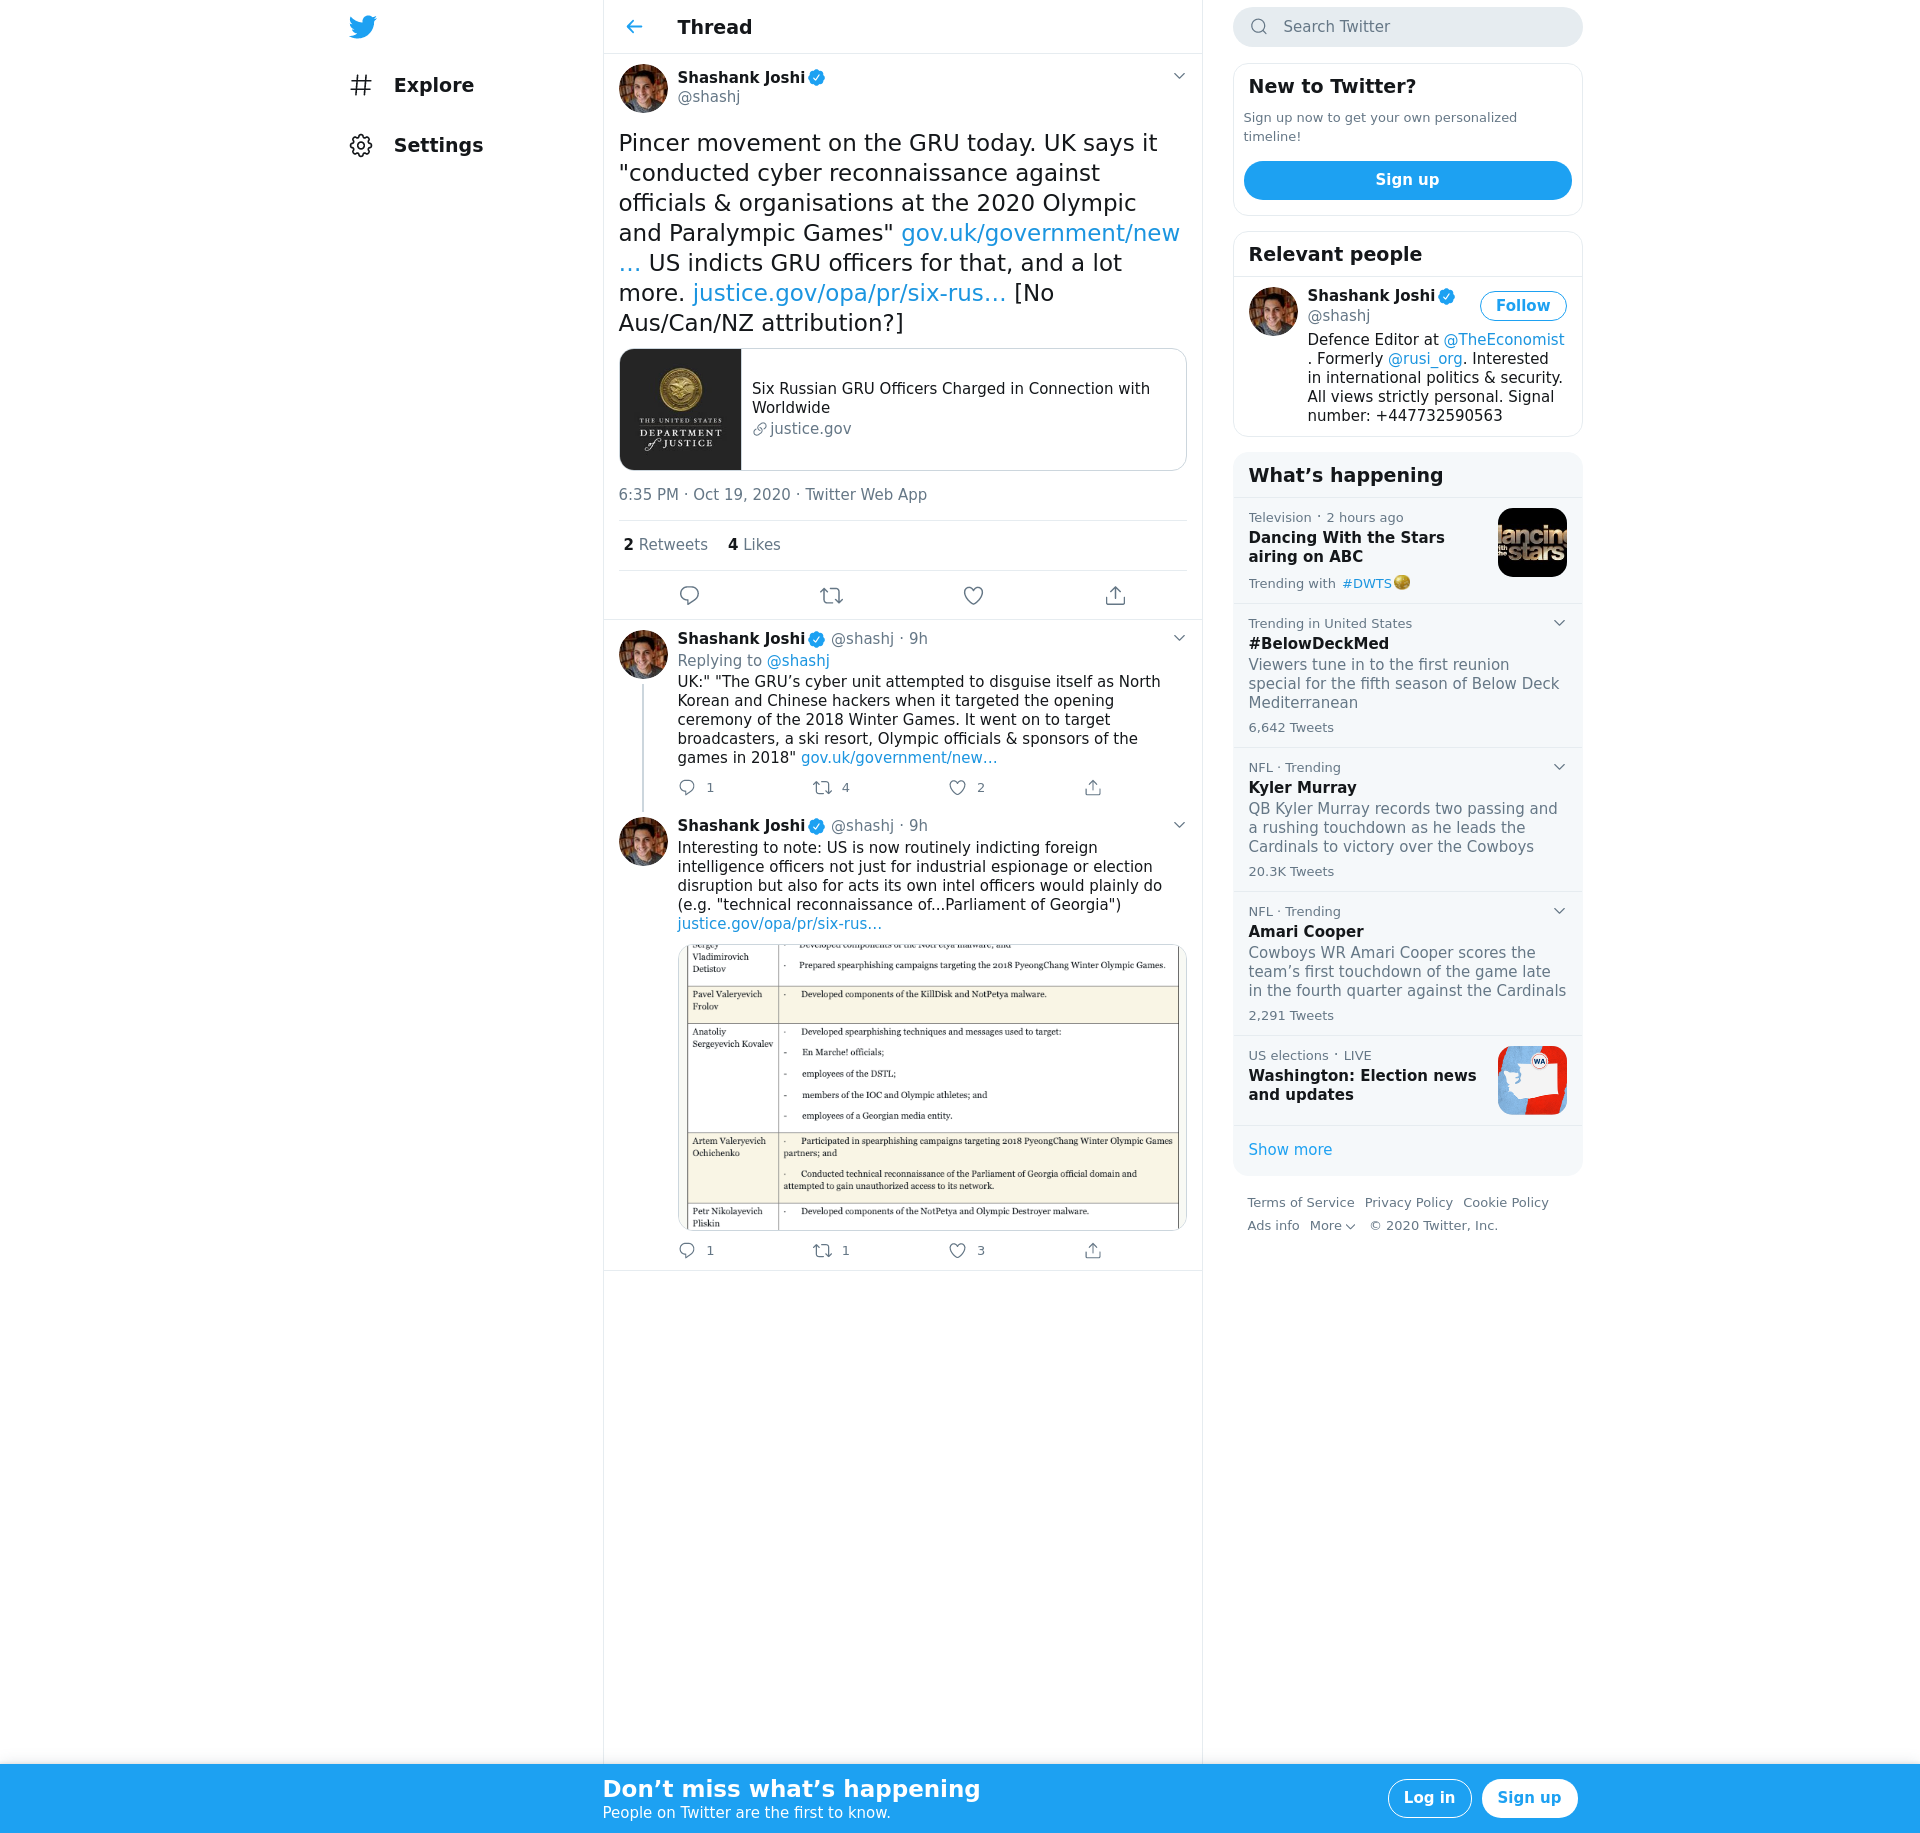 Explore
Settings
Thread
Shashank Joshi
@shashj
Pincer movement on the GRU today. UK says it
"conducted cyber reconnaissance against
officials & organisations at the 2020 Olympic
and Paralympic Games" gov.uk/government/new
… US indicts GRU officers for that, and a lot
more. justice.gov/opa/pr/six-rus… [No
Aus/Can/NZ attribution?]
THE UNITED STATES
DEPARTMENT
of JUSTICE
Six Russian GRU Officers Charged in Connection with
Worldwide
justice.gov
6:35 PM · Oct 19, 2020 · Twitter Web App
2 Retweets 4 Likes
Shashank Joshi @shashj · 9h
Replying to @shashj
UK:" "The GRU’s cyber unit attempted to disguise itself as North
Korean and Chinese hackers when it targeted the opening
ceremony of the 2018 Winter Games. It went on to target
broadcasters, a ski resort, Olympic officials & sponsors of the
games in 2018" gov.uk/government/new…
1 4 2
Shashank Joshi @shashj · 9h
Interesting to note: US is now routinely indicting foreign
intelligence officers not just for industrial espionage or election
disruption but also for acts its own intel officers would plainly do
(e.g. "technical reconnaissance of...Parliament of Georgia")
justice.gov/opa/pr/six-rus…
Sergey · Developed components of the NotPetya malware; and
Vladimirovich
Detistov
· Prepared spearphishing campaigns targeting the 2018 PyeongChang Winter Olympic Games.
Pavel Valeryevich
Frolov
· Developed components of the KillDisk and NotPetya malware.
Anatoliy
Sergeyevich Kovalev
· Developed spearphishing techniques and messages used to target:
- En Marche! officials;
- employees of the DSTL;
- members of the IOC and Olympic athletes; and
- employees of a Georgian media entity.
Artem Valeryevich
Ochichenko
· Participated in spearphishing campaigns targeting 2018 PyeongChang Winter Olympic Games
partners; and
· Conducted technical reconnaissance of the Parliament of Georgia official domain and
attempted to gain unauthorized access to its network.
Petr Nikolayevich
Pliskin
· Developed components of the NotPetya and Olympic Destroyer malware.
1 1 3
Search Twitter
New to Twitter?
Sign up now to get your own personalized
timeline!
Sign up
Relevant people
Shashank Joshi
@shashj
Follow
Defence Editor at @TheEconomist
. Formerly @rusi_org. Interested
in international politics & security.
All views strictly personal. Signal
number: +447732590563
What’s happening
Television · 2 hours ago
Dancing With the Stars
airing on ABC
Trending with #DWTS
dancing
with the
stars
Trending in United States
#BelowDeckMed
Viewers tune in to the first reunion
special for the fifth season of Below Deck
Mediterranean
6,642 Tweets
NFL · Trending
Kyler Murray
QB Kyler Murray records two passing and
a rushing touchdown as he leads the
Cardinals to victory over the Cowboys
20.3K Tweets
NFL · Trending
Amari Cooper
Cowboys WR Amari Cooper scores the
team’s first touchdown of the game late
in the fourth quarter against the Cardinals
2,291 Tweets
US elections · LIVE
Washington: Election news
and updates
WA
Show more
Terms of Service Privacy Policy Cookie Policy
Ads info More © 2020 Twitter, Inc.
Don’t miss what’s happening
People on Twitter are the first to know.
Log in
Sign up